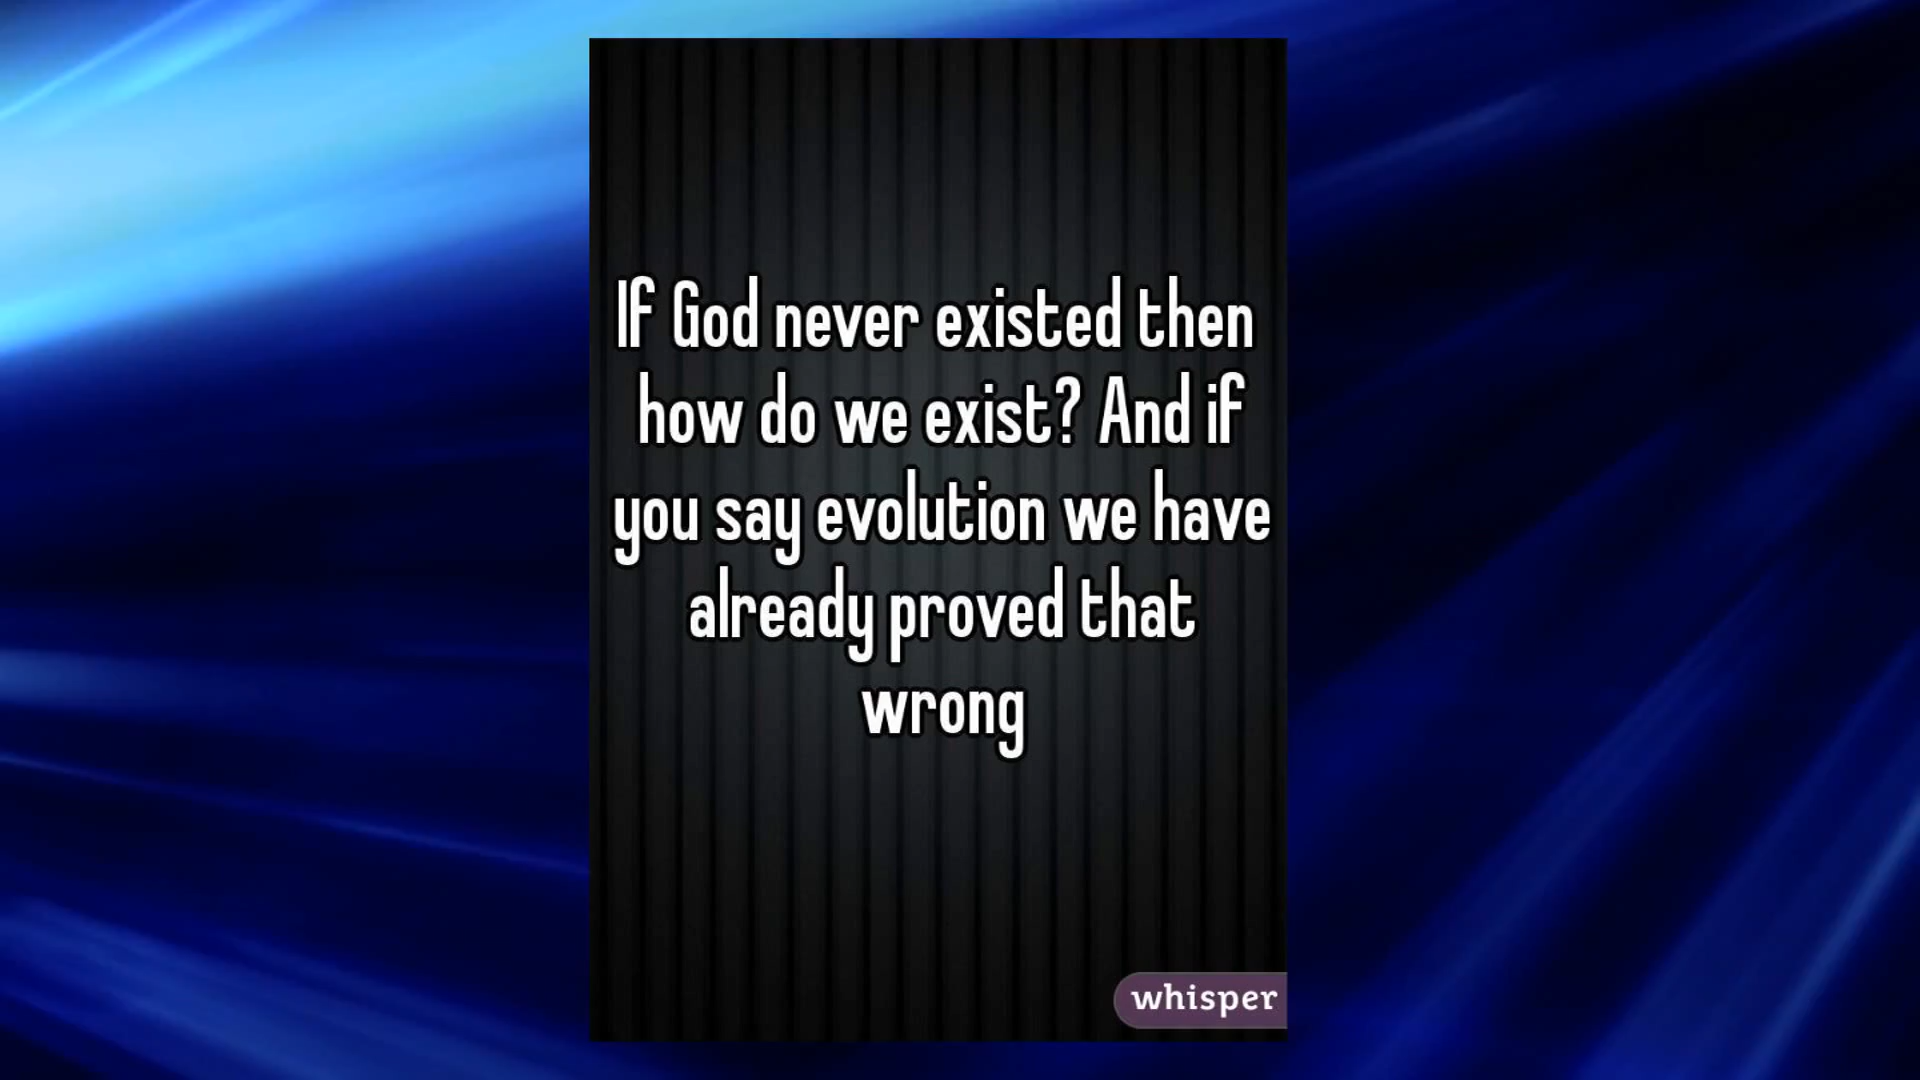 If God never existed then
how do we exist? And if
you say evolution we have
already proved that
wrong
whisper